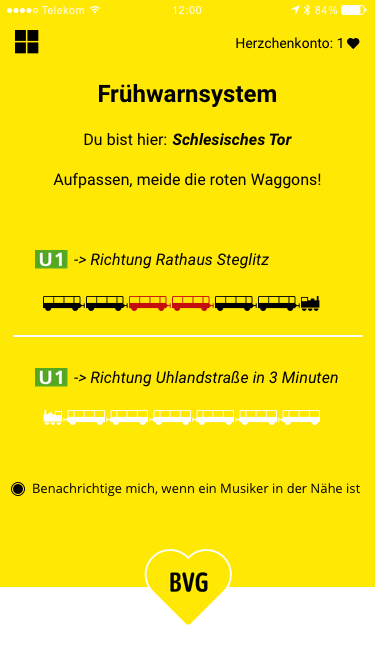 Telekom 12:00 84%
Herzchenkonto: 1
Frühwarnsystem
Du bist hier: Schlesisches Tor
Aufpassen, meide die roten Waggons!
U1 -> Richtung Rathaus Steglitz
U1 -> Richtung Uhlandstraße in 3 Minuten
Benachrichtige mich, wenn ein Musiker in der Nähe ist
BVG